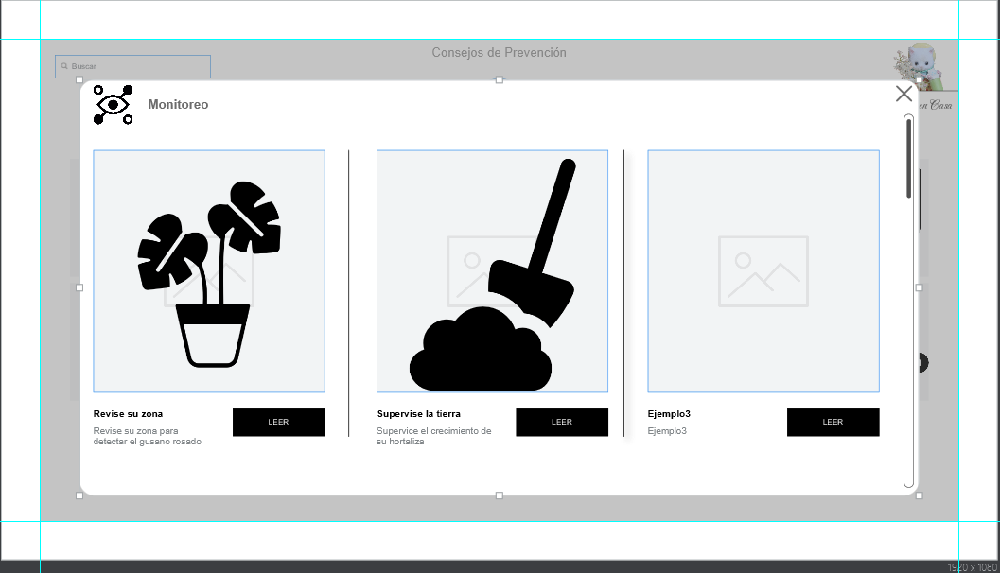 Consejos de Prevención
Buscar
en Casa
Monitoreo
Revise su zona
LEER
Revise su zona para
detectar el gusano rosado
Supervise la tierra
LEER
Supervice el crecimiento de
su hortaliza
Ejemplo3
LEER
Ejemplo3
1920 x 1080